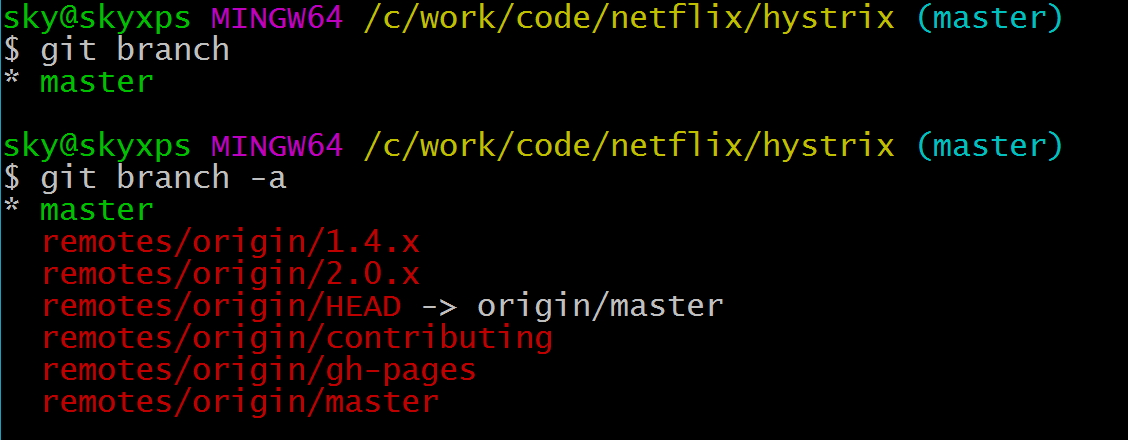 sky@skyxps MINGW64 /c/work/code/netflix/hystrix (master)
$ git branch
* master

sky@skyxps MINGW64 /c/work/code/netflix/hystrix (master)
$ git branch -a
* master
  remotes/origin/1.4.x
  remotes/origin/2.0.x
  remotes/origin/HEAD -> origin/master
  remotes/origin/contributing
  remotes/origin/gh-pages
  remotes/origin/master